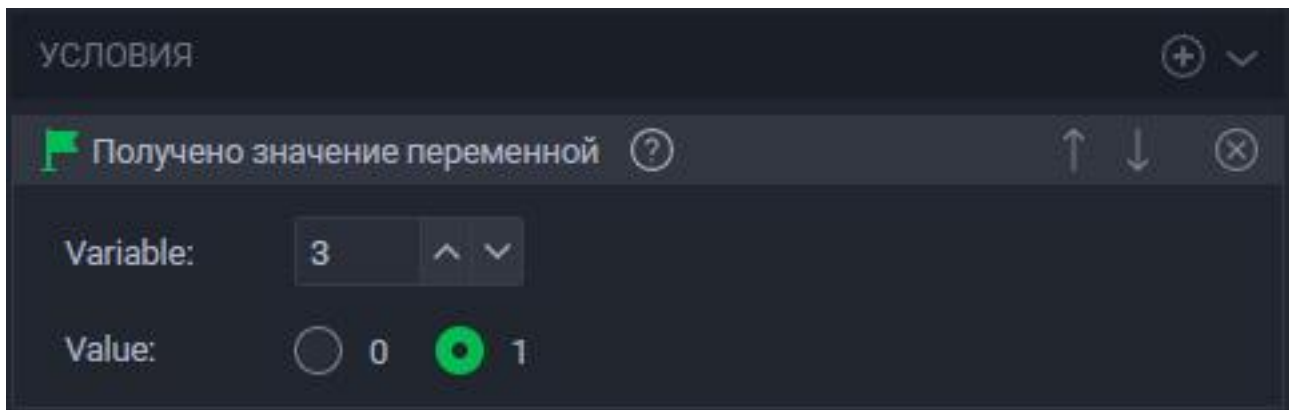 УСЛОВИЯ
Получено значение переменной ?
Variable: 3
Value: 0 1